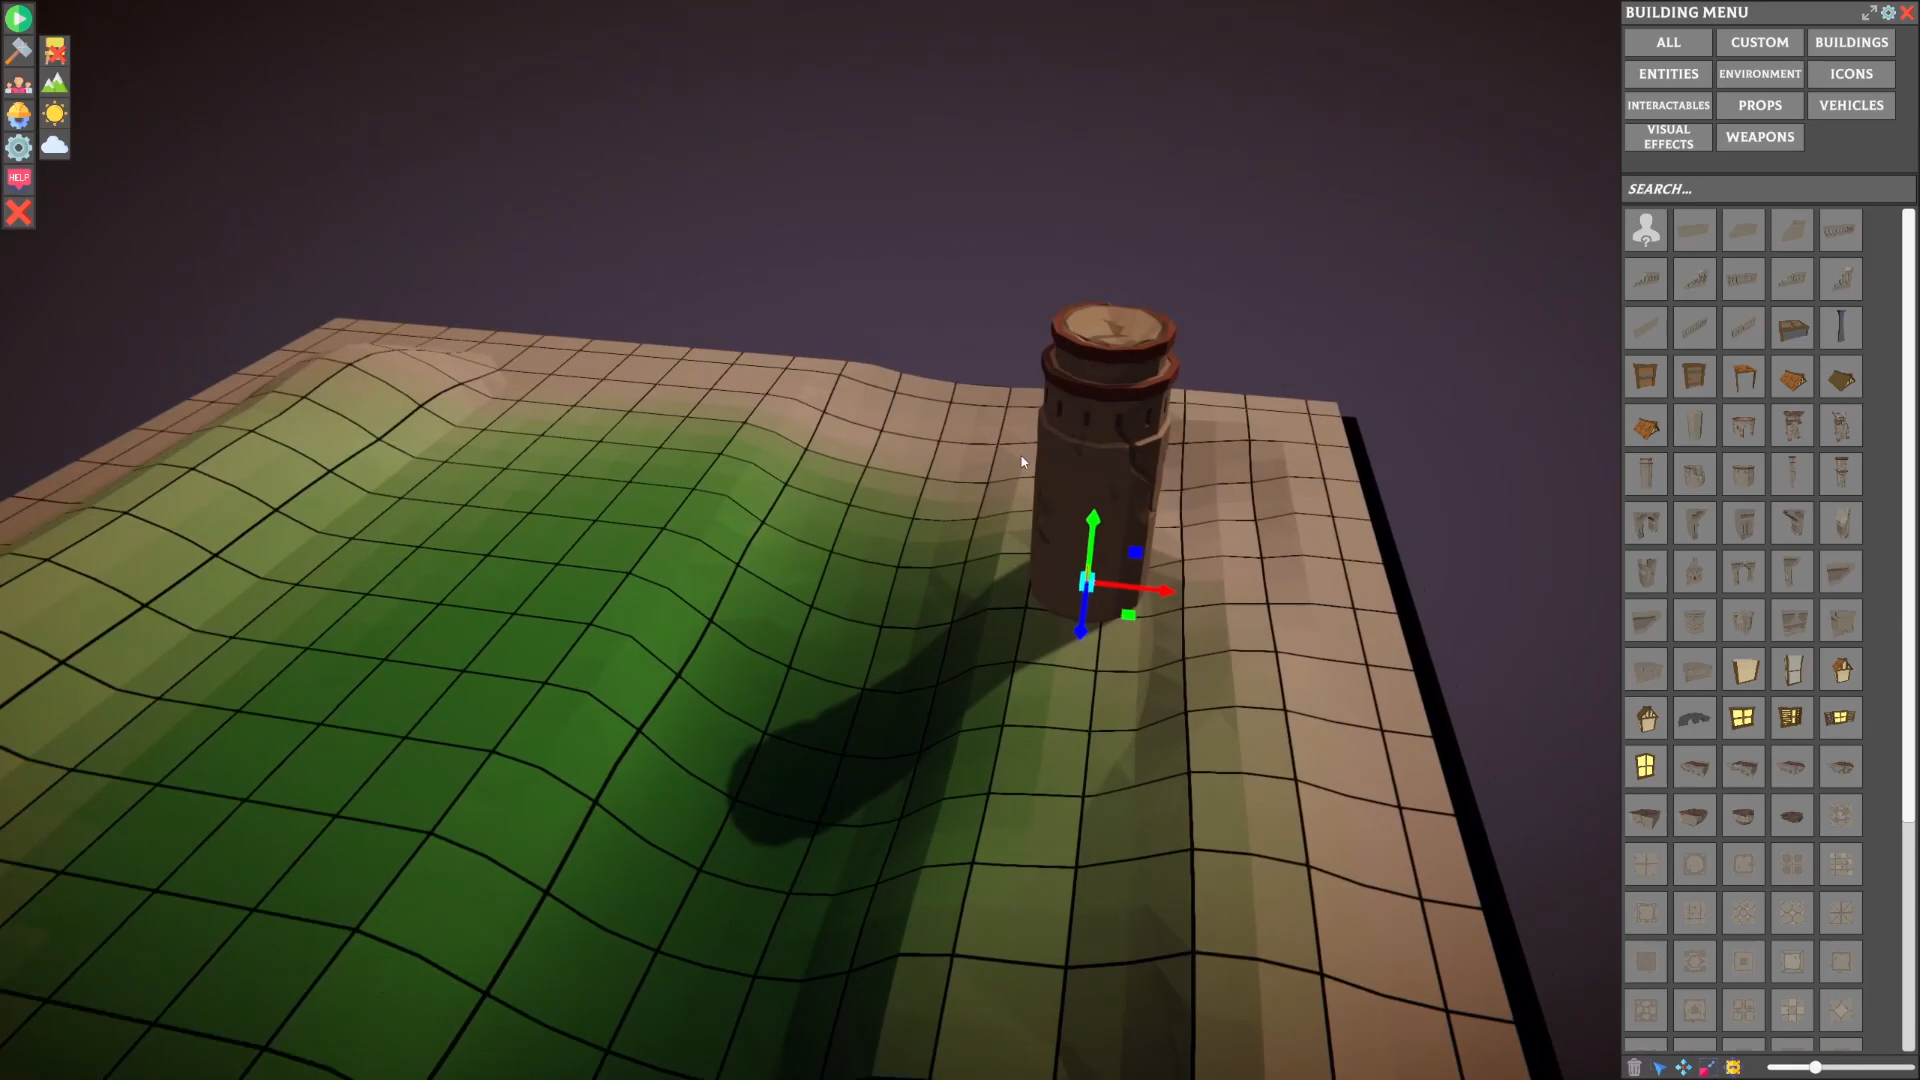 HELP
BUILDING MENU
ALL
CUSTOM
BUILDINGS
ENTITIES
ENVIRONMENT
ICONS
INTERACTABLES
PROPS
VEHICLES
VISUAL
EFFECTS
WEAPONS
SEARCH...